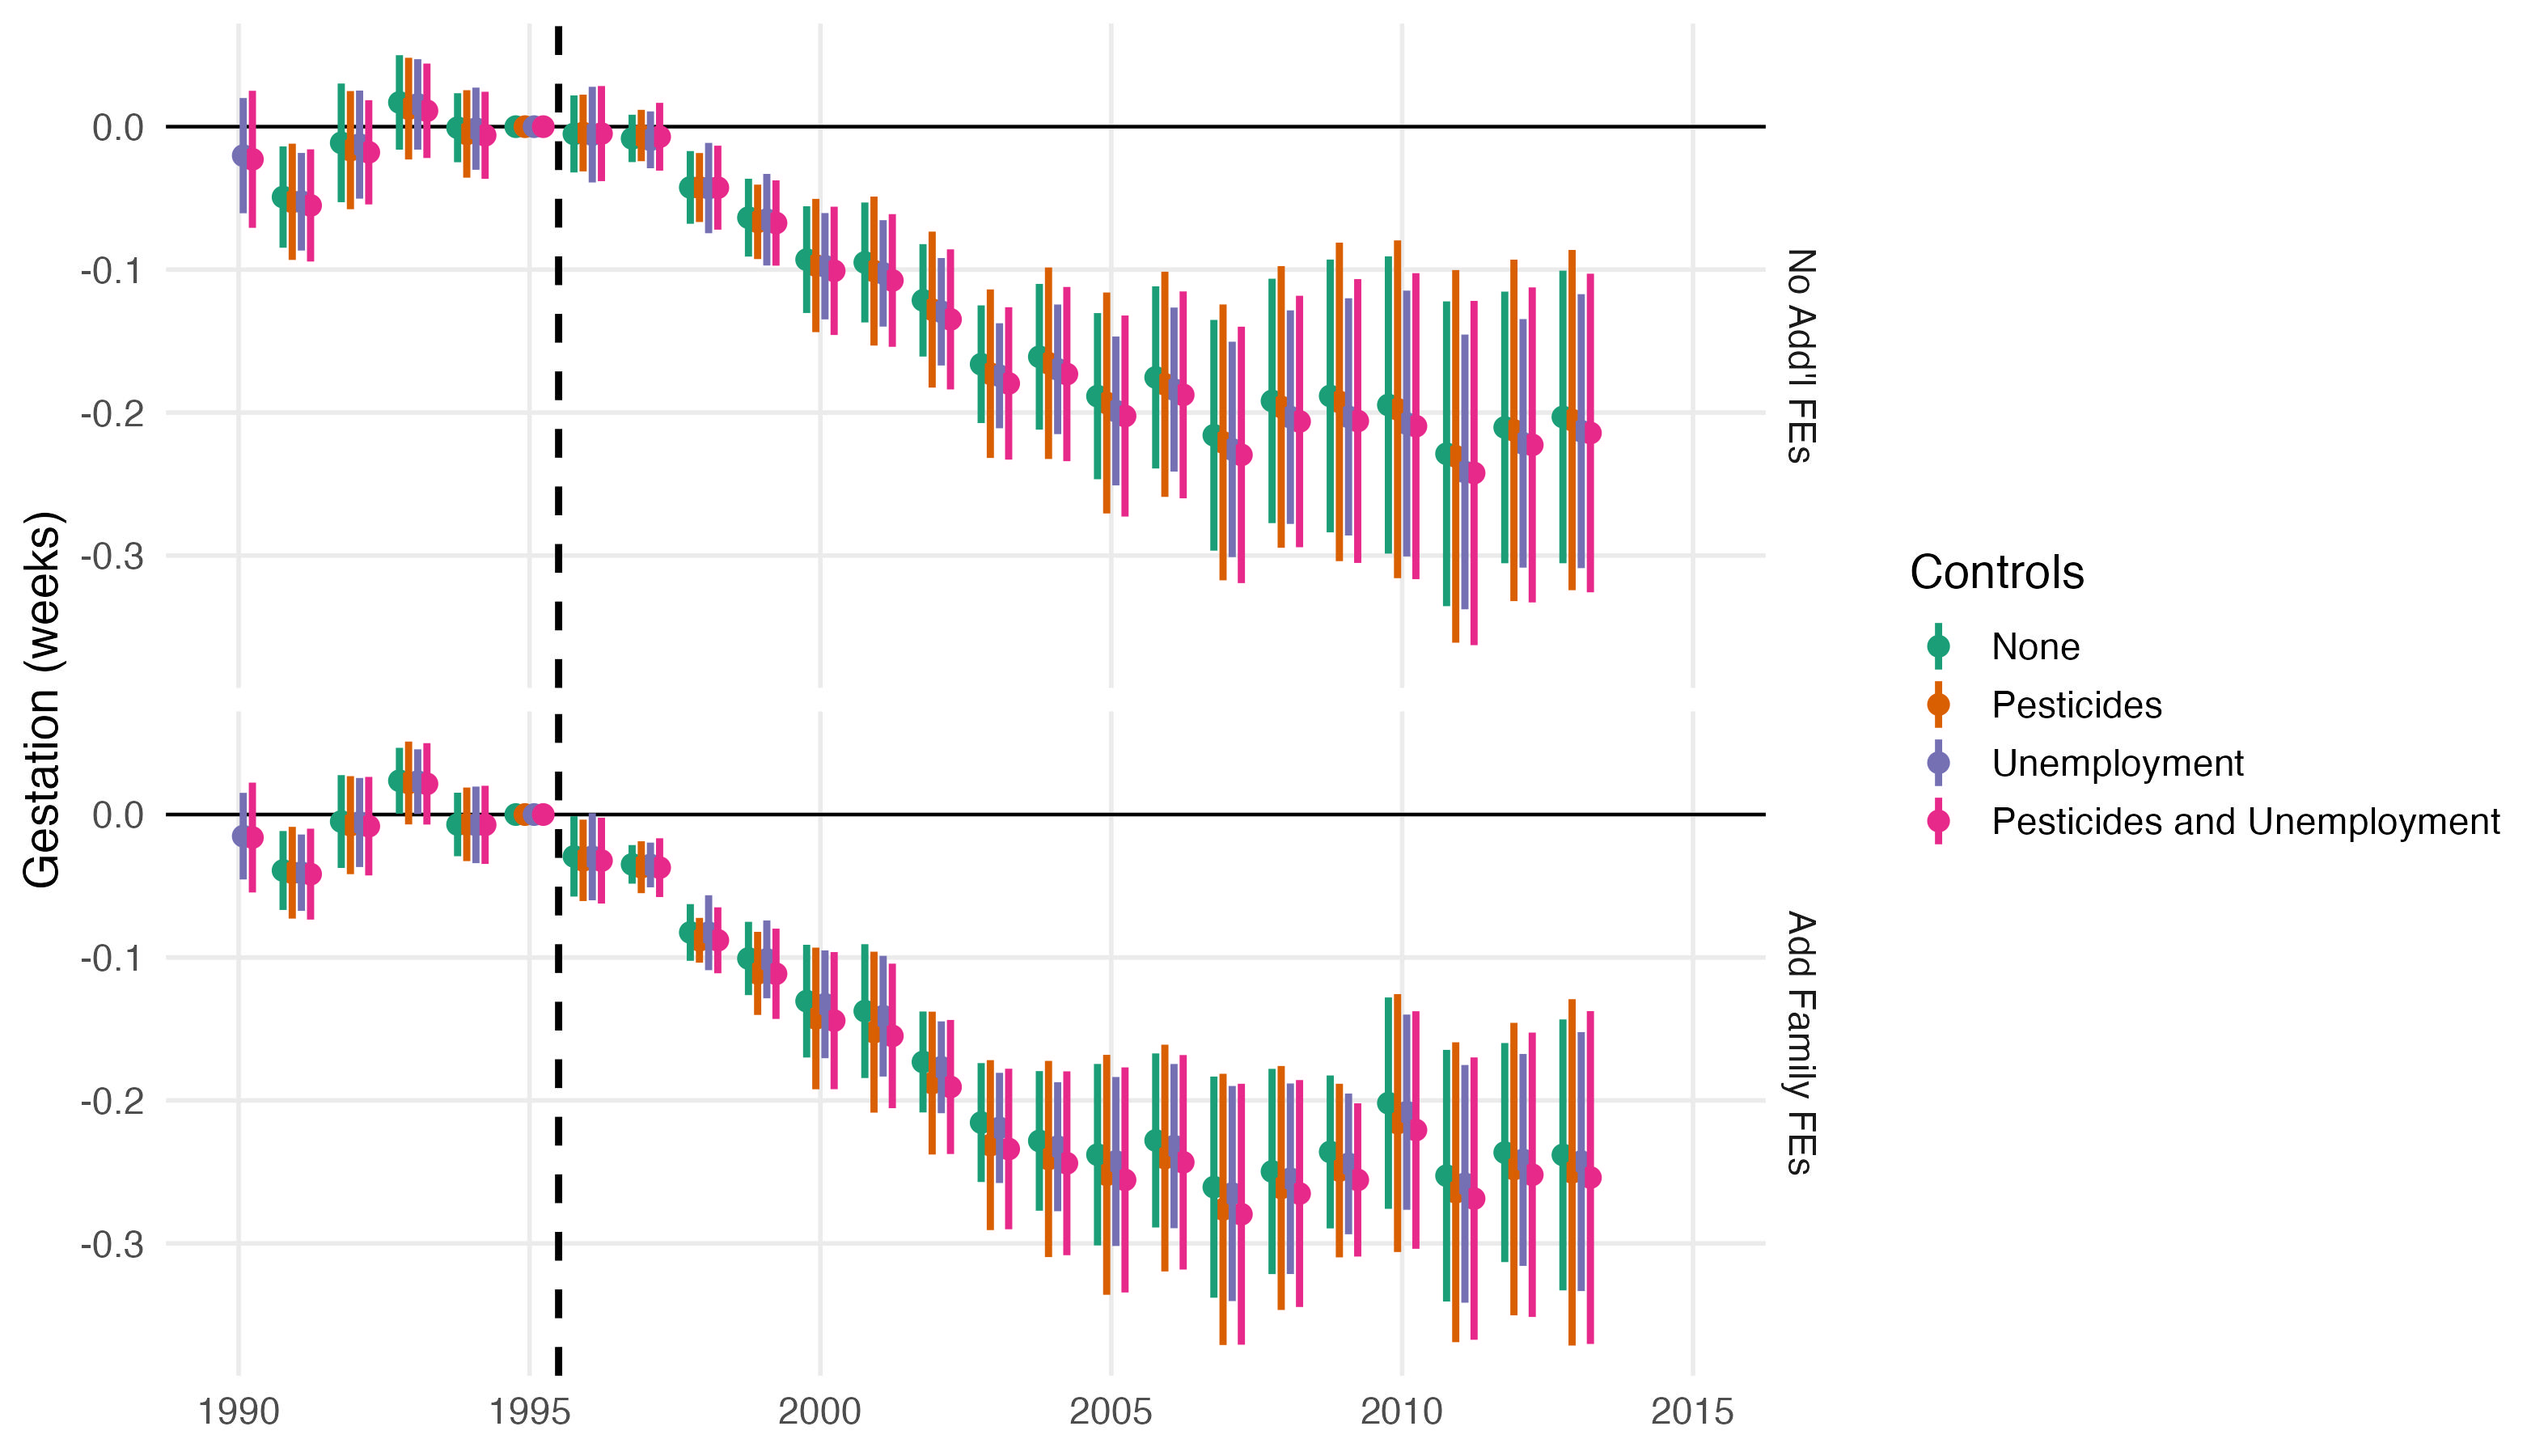 Gestation (weeks)
0.0
-0.1
-0.2
-0.3
No Add'l FEs
0.0
-0.1
-0.2
-0.3
Add Family FEs
1990 1995 2000 2005 2010 2015
Controls
None
Pesticides
Unemployment
Pesticides and Unemployment